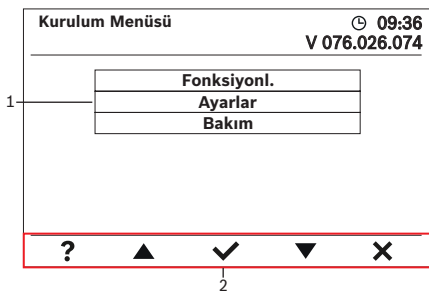 Kurulum Menüsü 09:36
V 076.026.074
Fonksiyonl.
1 Ayarlar
Bakım
?
2